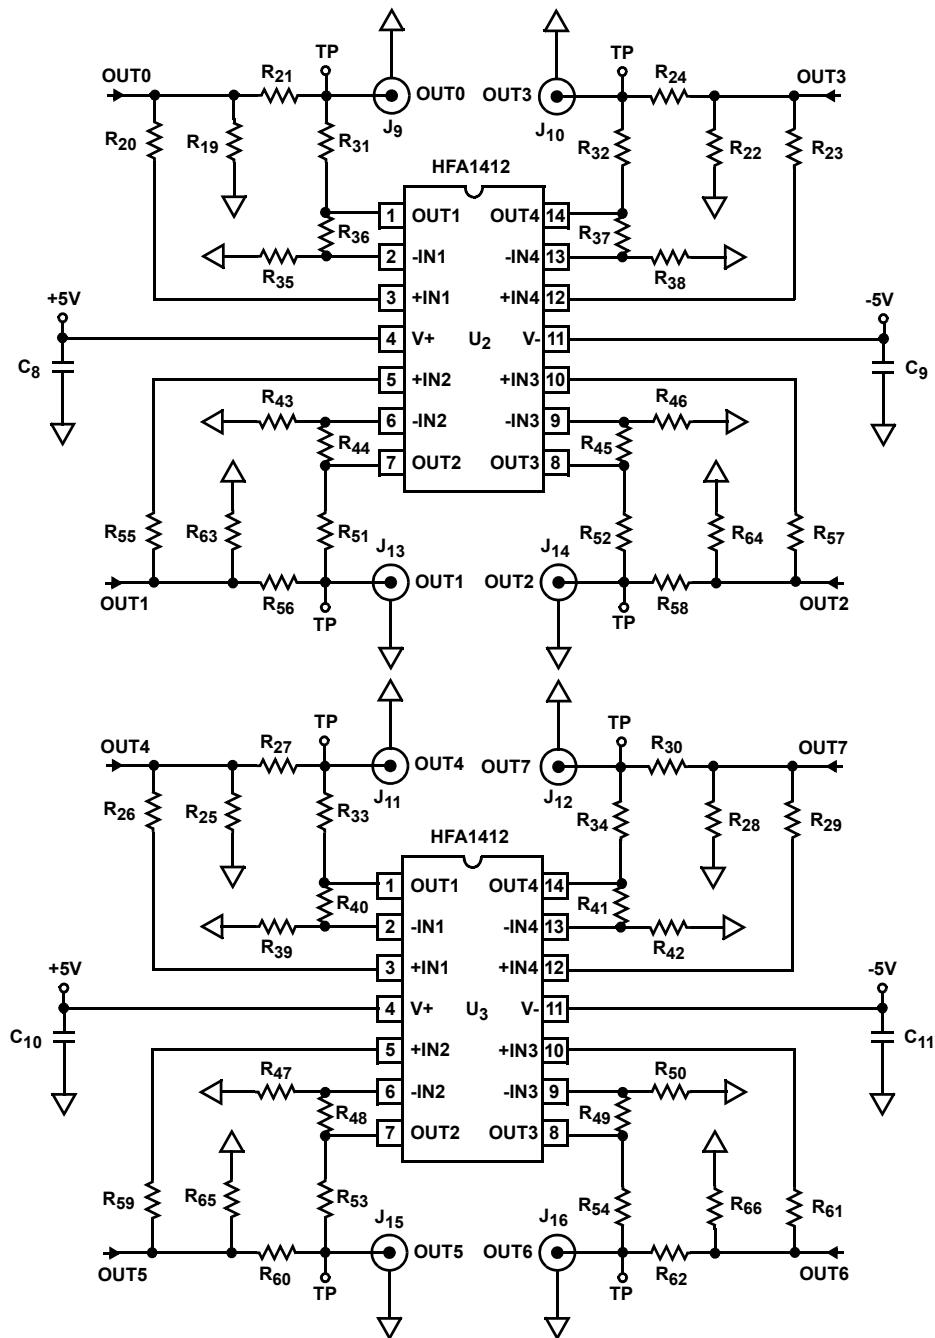 TP TP
OUT0 R21 OUT0 OUT3 R24 OUT3
J9 J10
R20 R19 R31 R32 R22 R23
HFA1412
1 OUT1 OUT4 14
R36 R37
2 -IN1 -IN4 13
R35 R38
3 +IN1 +IN4 12
+5V -5V
4 V+ U2 V- 11
C8 C9
5 +IN2 +IN3 10
R43 R46
6 -IN2 -IN3 9
R44 R45
7 OUT2 OUT3 8
R55 R63 R51 R52 R64 R57
J13 J14
OUT1 OUT2
OUT1 R56 R58 OUT2
TP TP
TP TP
OUT4 R27 OUT4 OUT7 R30 OUT7
J11 J12
R26 R25 R33 R34 R28 R29
HFA1412
1 OUT1 OUT4 14
R40 R41
2 -IN1 -IN4 13
R39 R42
3 +IN1 +IN4 12
+5V -5V
4 V+ U3 V- 11
C10 C11
5 +IN2 +IN3 10
R47 R50
6 -IN2 -IN3 9
R48 R49
7 OUT2 OUT3 8
R59 R65 R53 R54 R66 R61
J15 J16
OUT5 OUT6
OUT5 R60 R62 OUT6
TP TP